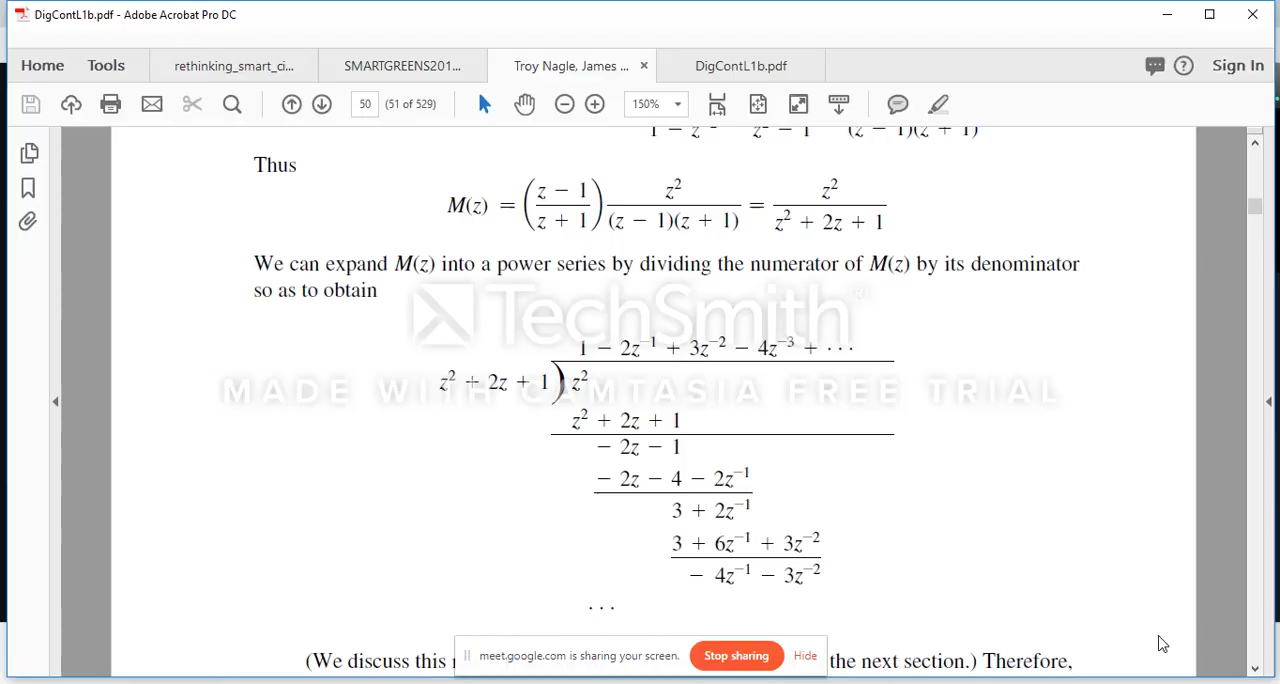 DigContL1b.pdf - Adobe Acrobat Pro DC
Home Tools rethinking_smart_ci... SMARTGREENS201... Troy Nagle, James ... × DigContL1b.pdf Sign In
50 (51 of 529) 150%
Thus
M(z) = ((z − 1)/(z + 1)) z²/((z − 1)(z + 1)) = z²/(z² + 2z + 1)
We can expand M(z) into a power series by dividing the numerator of M(z) by its denominator
so as to obtain
TechSmith®
1 − 2z⁻¹ + 3z⁻² − 4z⁻³ + ···
z² + 2z + 1 ) z²
MADE WITH CAMTASIA FREE TRIAL
z² + 2z + 1
− 2z − 1
− 2z − 4 − 2z⁻¹
3 + 2z⁻¹
3 + 6z⁻¹ + 3z⁻²
− 4z⁻¹ − 3z⁻²
...
(We discuss this the next section.) Therefore,
meet.google.com is sharing your screen. Stop sharing Hide